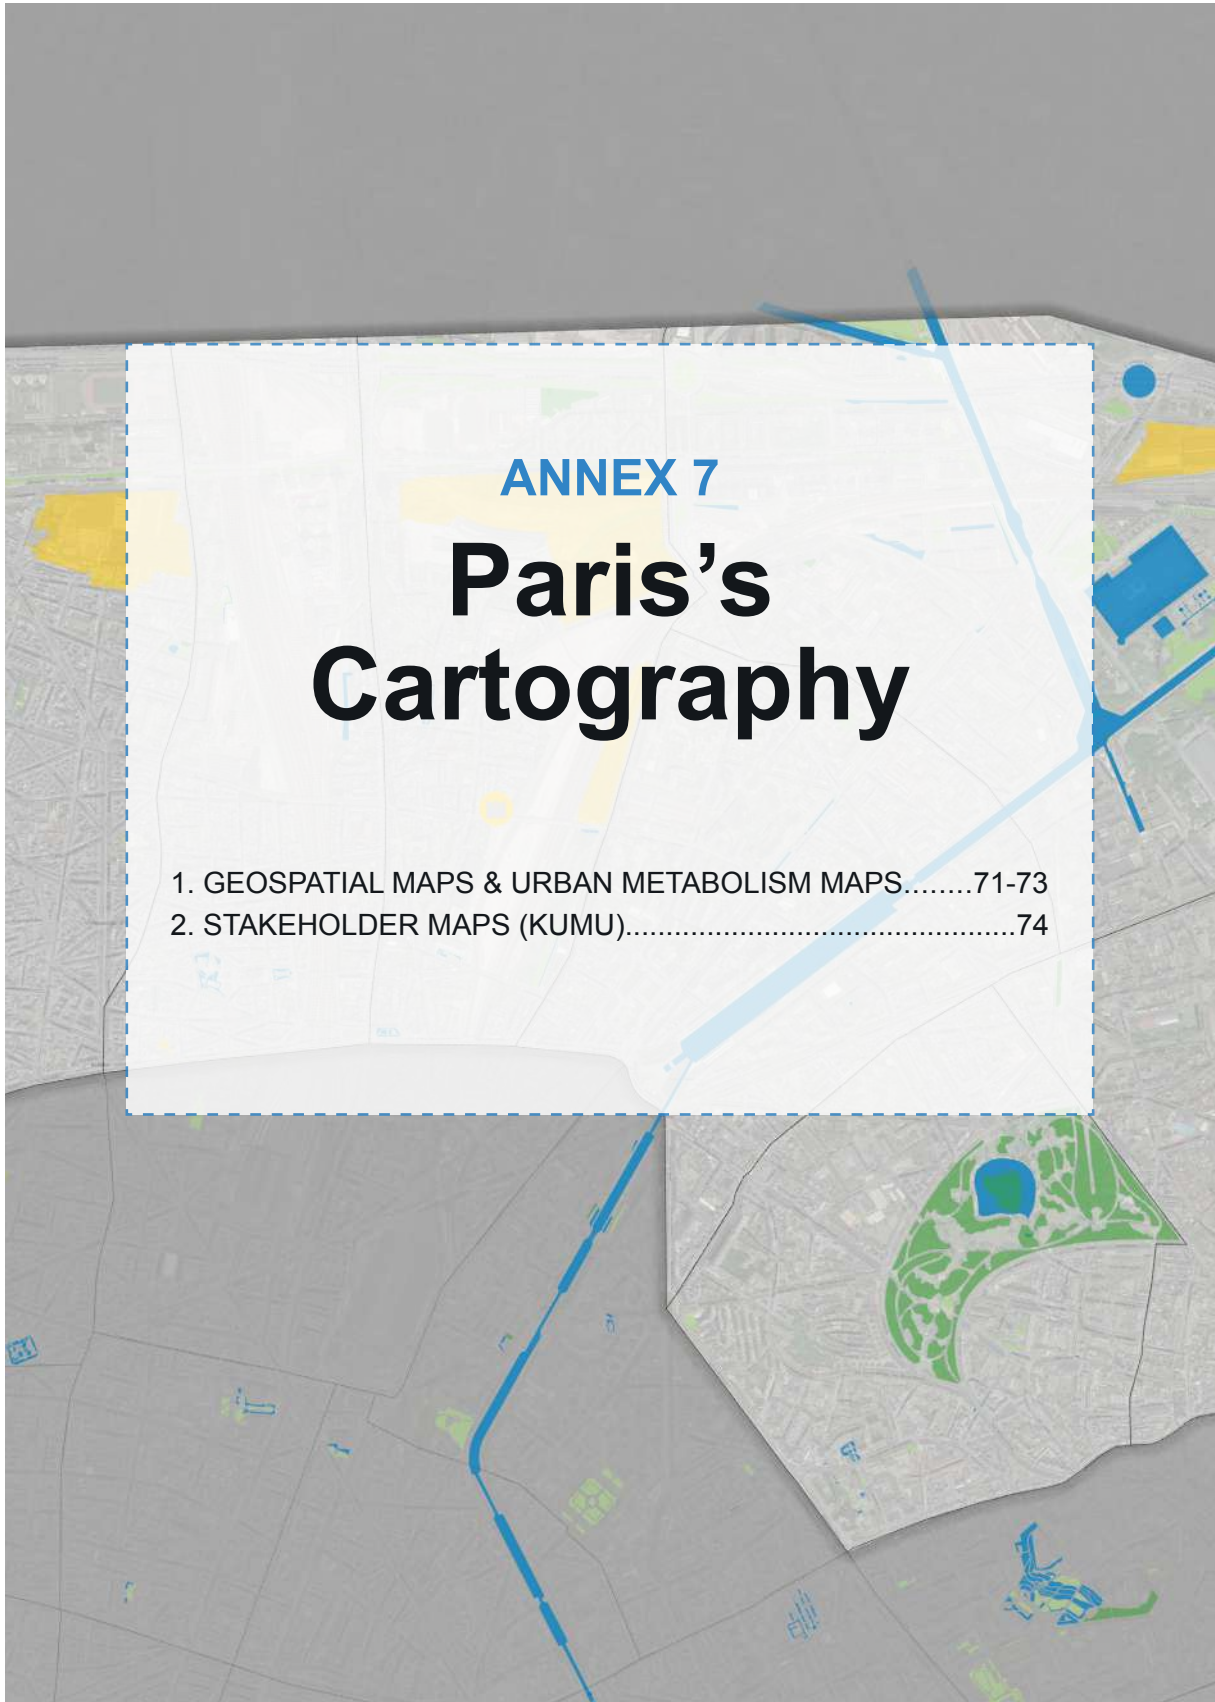 ANNEX 7
Paris’s
Cartography
1. GEOSPATIAL MAPS & URBAN METABOLISM MAPS........71-73
2. STAKEHOLDER MAPS (KUMU)................................................74